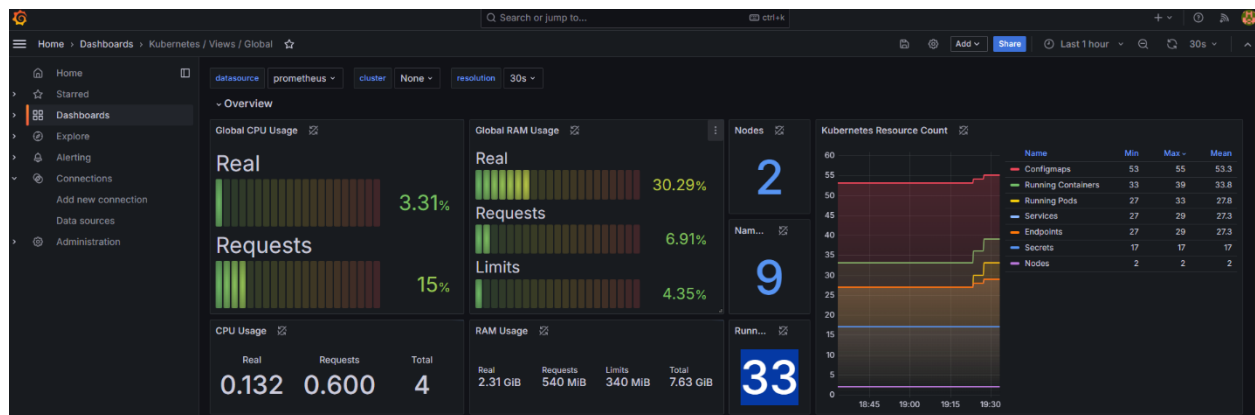 Search or jump to...
ctrl+k
Home › Dashboards › Kubernetes / Views / Global
Add
Share
Last 1 hour
30s
Home
Starred
Dashboards
Explore
Alerting
Connections
Add new connection
Data sources
Administration
datasource prometheus cluster None resolution 30s
Overview
Global CPU Usage
Real
3.31%
Requests
15%
Global RAM Usage
Real
30.29%
Requests
6.91%
Limits
4.35%
Nodes
2
Nam...
9
CPU Usage
Real Requests Total
0.132 0.600 4
RAM Usage
Real Requests Limits Total
2.31 GiB 540 MiB 340 MiB 7.63 GiB
Runn...
33
Kubernetes Resource Count
60
55
50
45
40
35
30
25
20
15
10
5
0
18:45 19:00 19:15 19:30
Name Min Max Mean
Configmaps 53 55 53.3
Running Containers 33 39 33.8
Running Pods 27 33 27.8
Services 27 29 27.3
Endpoints 27 29 27.3
Secrets 17 17 17
Nodes 2 2 2